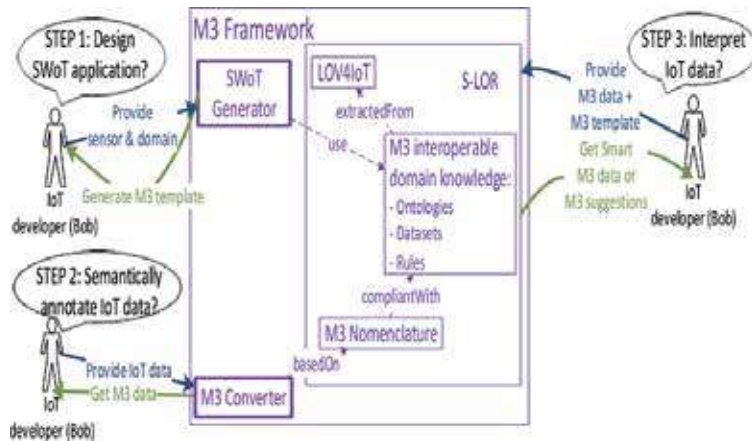 M3 Framework
STEP 1: Design
SWoT application?
Provide
sensor & domain
Generate M3 template
IoT
developer (Bob)
SWoT
Generator
LOV4IoT
S-LOR
extractedFrom
use
M3 interoperable
domain knowledge:
- Ontologies
- Datasets
- Rules
compliantWith
M3 Nomenclature
basedOn
M3 Converter
STEP 2: Semantically
annotate IoT data?
Provide IoT data
Get M3 data
IoT
developer (Bob)
STEP 3: Interpret
IoT data?
Provide
M3 data +
M3 template
Get Smart
M3 data or
M3 suggestions
IoT
developer (Bob)